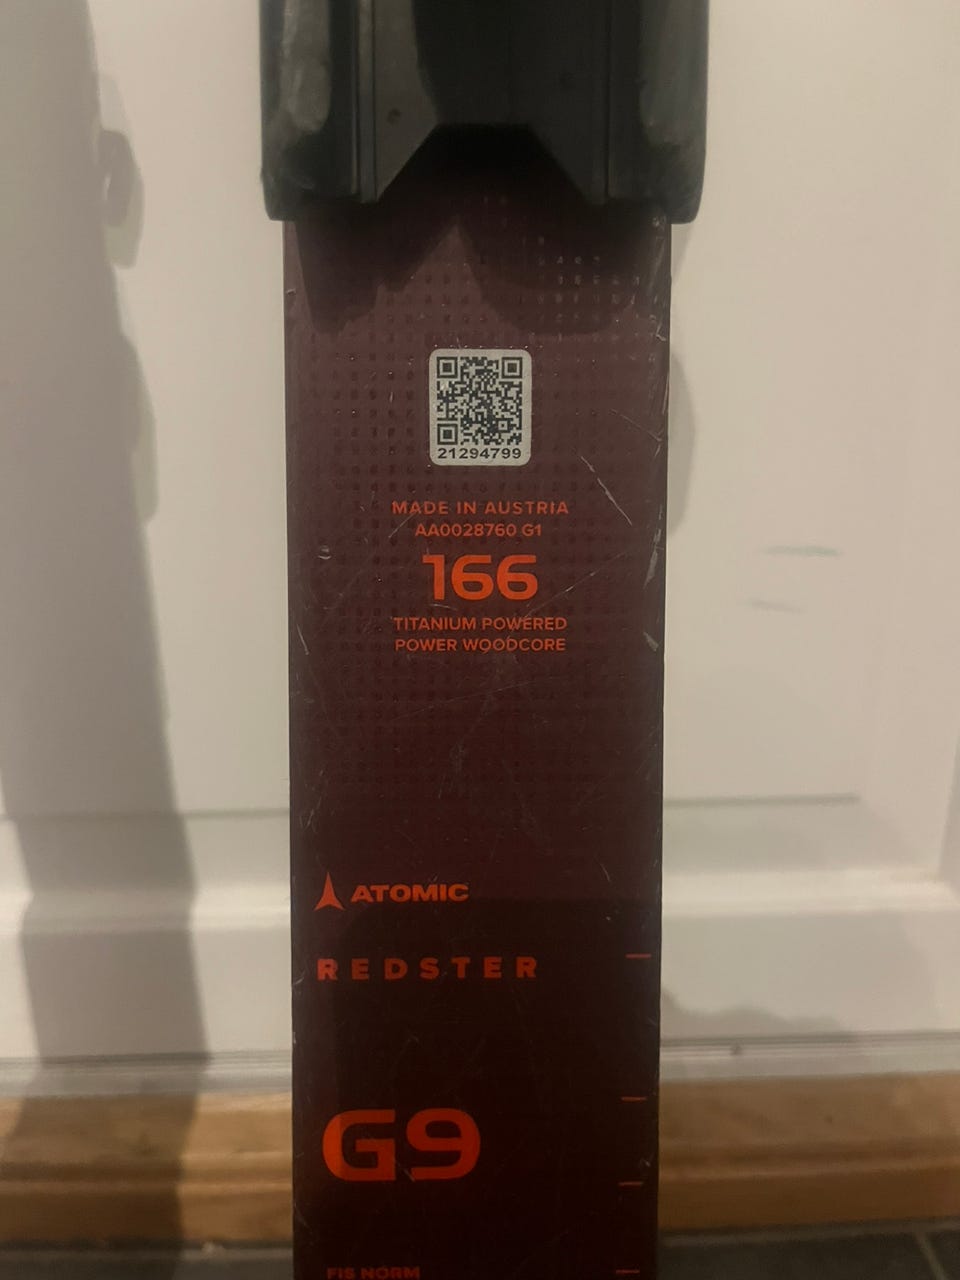 21294799
MADE IN AUSTRIA
AA0028760 G1
166
TITANIUM POWERED
POWER WOODCORE
ATOMIC
REDSTER
G9
FIS NORM